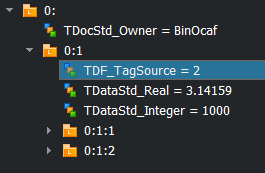 0:
TDocStd_Owner = BinOcaf
0:1
TDF_TagSource = 2
TDataStd_Real = 3.14159
TDataStd_Integer = 1000
0:1:1
0:1:2